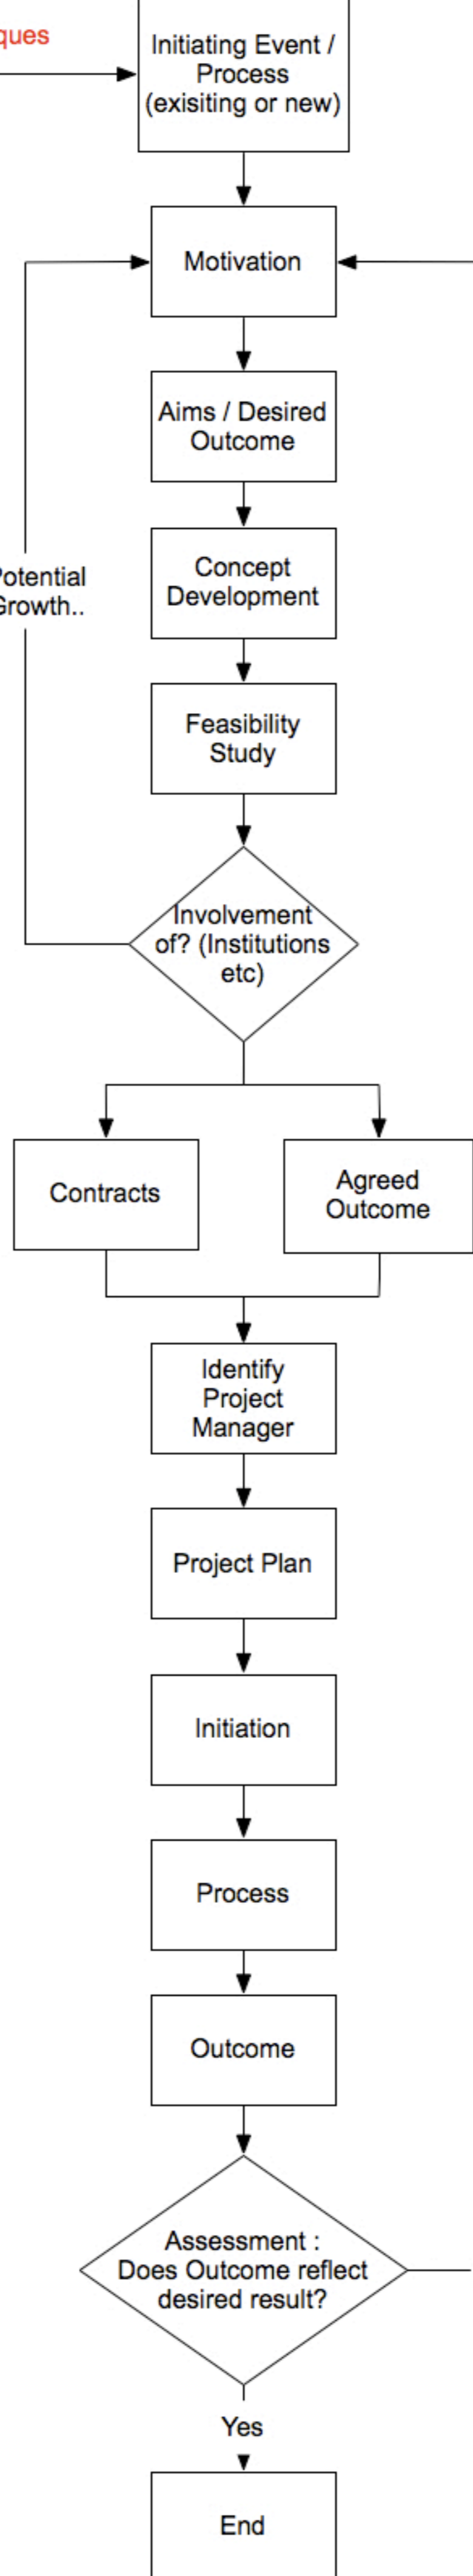 ques
Initiating Event /
Process
(exisiting or new)
Motivation
Aims / Desired
Outcome
Concept
Development
otential
Growth..
Feasibility
Study
Involvement
of? (Institutions
etc)
Contracts
Agreed
Outcome
Identify
Project
Manager
Project Plan
Initiation
Process
Outcome
Assessment :
Does Outcome reflect
desired result?
Yes
End